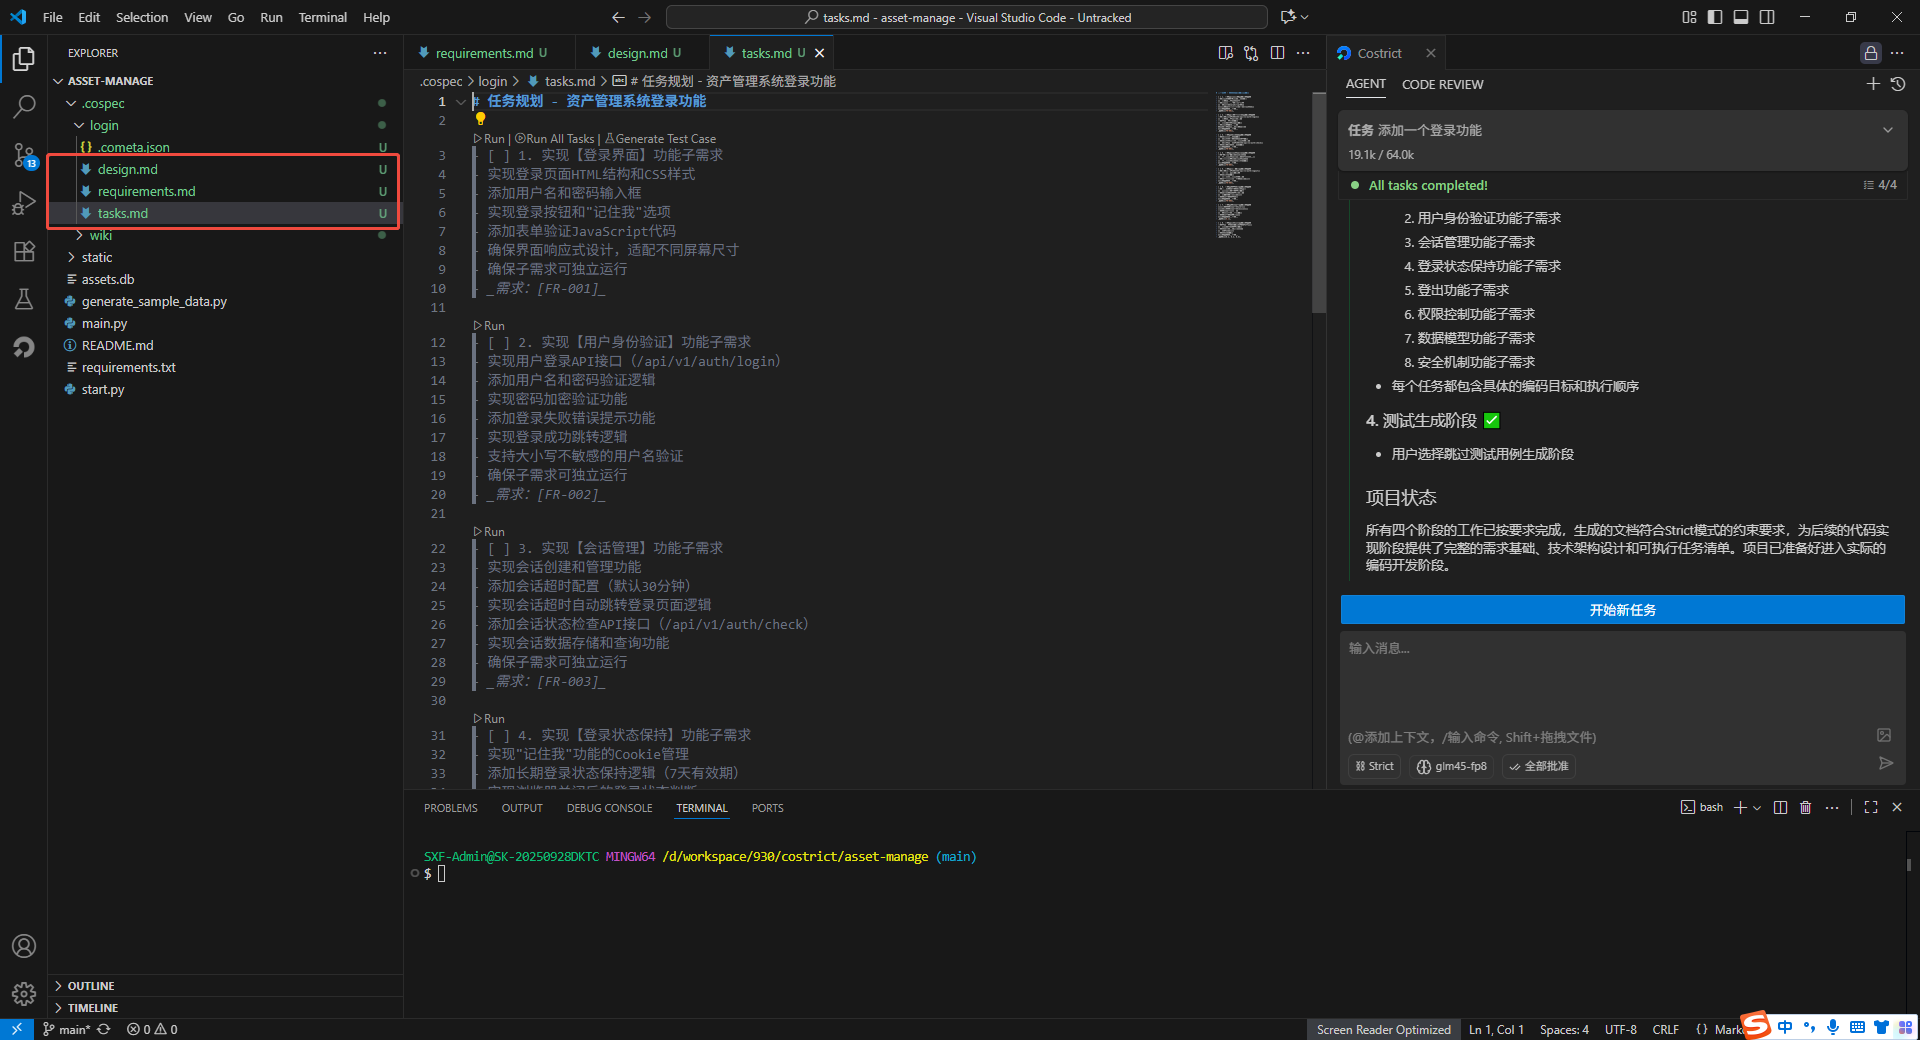 File Edit Selection View Go Run Terminal Help
tasks.md - asset-manage - Visual Studio Code - Untracked
EXPLORER
ASSET-MANAGE
.cospec
login
{} .cometa.json U
design.md U
requirements.md U
tasks.md U
wiki
static
assets.db
generate_sample_data.py
main.py
README.md
requirements.txt
start.py
OUTLINE
TIMELINE
13
requirements.md U
design.md U
tasks.md U
.cospec > login > tasks.md > # 任务规划 - 资产管理系统登录功能
1 # 任务规划 - 资产管理系统登录功能
2
Run | Run All Tasks | Generate Test Case
3 - [ ] 1. 实现【登录界面】功能子需求
4 - 实现登录页面HTML结构和CSS样式
5 - 添加用户名和密码输入框
6 - 实现登录按钮和"记住我"选项
7 - 添加表单验证JavaScript代码
8 - 确保界面响应式设计，适配不同屏幕尺寸
9 - 确保子需求可独立运行
10 - _需求：[FR-001]_
11
Run
12 - [ ] 2. 实现【用户身份验证】功能子需求
13 - 实现用户登录API接口（/api/v1/auth/login）
14 - 添加用户名和密码验证逻辑
15 - 实现密码加密验证功能
16 - 添加登录失败错误提示功能
17 - 实现登录成功跳转逻辑
18 - 支持大小写不敏感的用户名验证
19 - 确保子需求可独立运行
20 - _需求：[FR-002]_
21
Run
22 - [ ] 3. 实现【会话管理】功能子需求
23 - 实现会话创建和管理功能
24 - 添加会话超时配置（默认30分钟）
25 - 实现会话超时自动跳转登录页面逻辑
26 - 添加会话状态检查API接口（/api/v1/auth/check）
27 - 实现会话数据存储和查询功能
28 - 确保子需求可独立运行
29 - _需求：[FR-003]_
30
Run
31 - [ ] 4. 实现【登录状态保持】功能子需求
32 - 实现"记住我"功能的Cookie管理
33 - 添加长期登录状态保持逻辑（7天有效期）
Costrict
AGENT CODE REVIEW
任务 添加一个登录功能
19.1k / 64.0k
All tasks completed! 4/4
2. 用户身份验证功能子需求
3. 会话管理功能子需求
4. 登录状态保持功能子需求
5. 登出功能子需求
6. 权限控制功能子需求
7. 数据模型功能子需求
8. 安全机制功能子需求
• 每个任务都包含具体的编码目标和执行顺序
4. 测试生成阶段 ✅
• 用户选择跳过测试用例生成阶段
项目状态
所有四个阶段的工作已按要求完成，生成的文档符合Strict模式的约束要求，为后续的代码实
现阶段提供了完整的需求基础、技术架构设计和可执行任务清单。项目已准备好进入实际的
编码开发阶段。
开始新任务
输入消息...
(@添加上下文，/输入命令, Shift+拖拽文件)
Strict glm45-fp8 全部批准
PROBLEMS OUTPUT DEBUG CONSOLE TERMINAL PORTS
bash
SXF-Admin@SK-20250928DKTC MINGW64 /d/workspace/930/costrict/asset-manage (main)
$
main* 0 0
Screen Reader Optimized Ln 1, Col 1 Spaces: 4 UTF-8 CRLF {} Mark
S 中